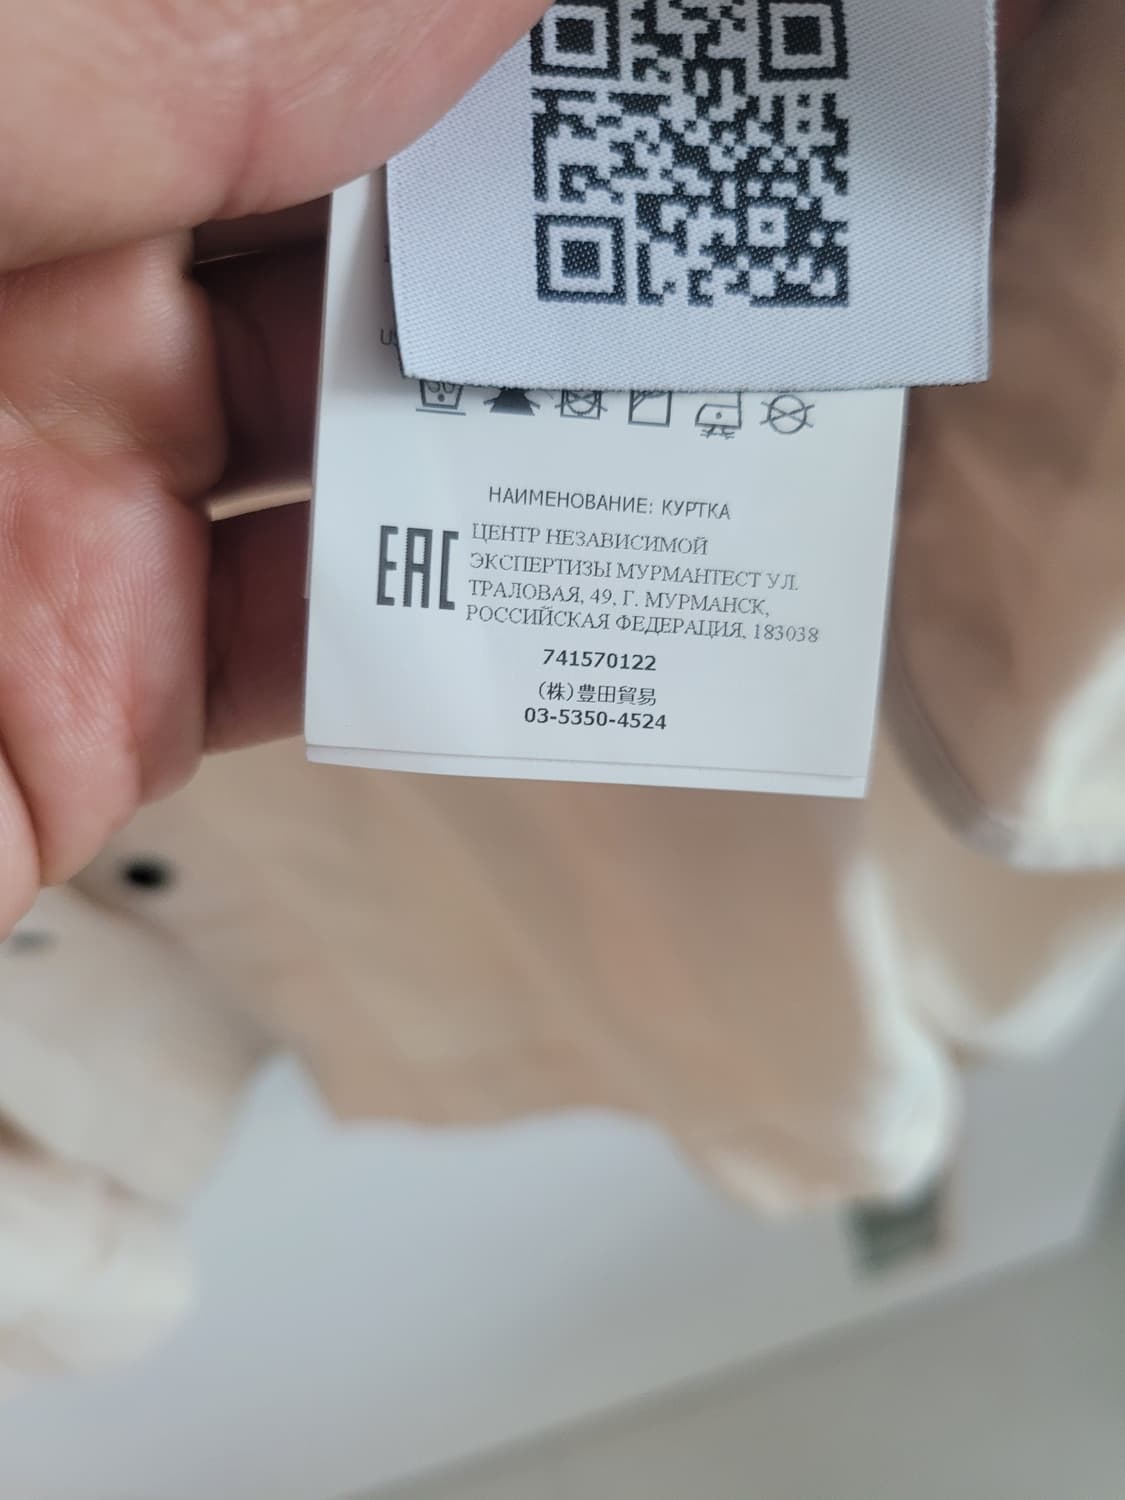 НАИМЕНОВАНИЕ: КУРТКА
EAC
ЦЕНТР НЕЗАВИСИМОЙ
ЭКСПЕРТИЗЫ МУРМАНТЕСТ УЛ.
ТРАЛОВАЯ, 49, Г. МУРМАНСК,
РОССИЙСКАЯ ФЕДЕРАЦИЯ, 183038
741570122
(株)豊田貿易
03-5350-4524